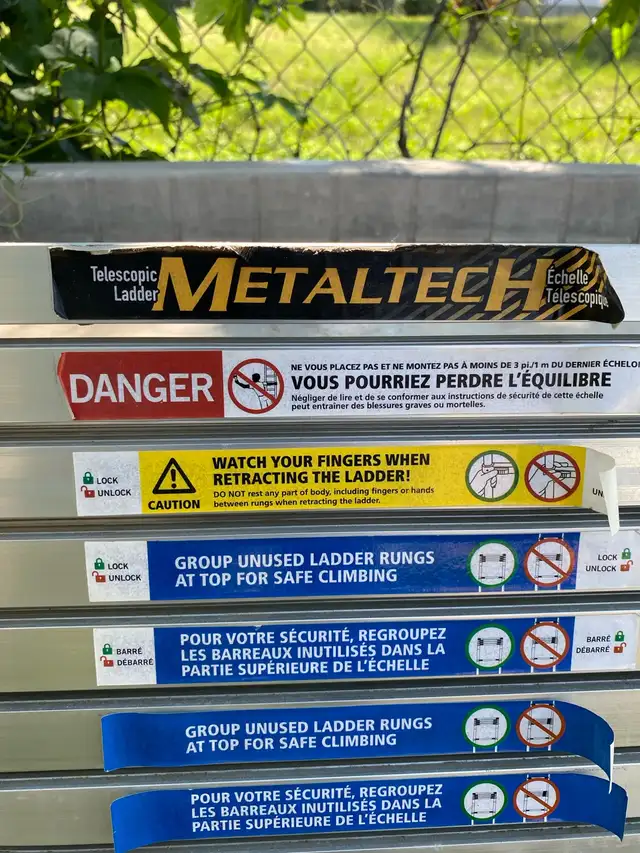 Telescopic
Ladder
METALTECH
Échelle
Télescopique
DANGER
NE VOUS PLACEZ PAS ET NE MONTEZ PAS À MOINS DE 3 pi./1 m DU DERNIER ÉCHELO
VOUS POURRIEZ PERDRE L'ÉQUILIBRE
Négliger de lire et de se conformer aux instructions de sécurité de cette échelle
peut entraîner des blessures graves ou mortelles.
LOCK
UNLOCK
CAUTION
WATCH YOUR FINGERS WHEN
RETRACTING THE LADDER!
DO NOT rest any part of body, including fingers or hands
between rungs when retracting the ladder.
UN
LOCK
UNLOCK
GROUP UNUSED LADDER RUNGS
AT TOP FOR SAFE CLIMBING
LOCK
UNLOCK
BARRÉ
DÉBARRÉ
POUR VOTRE SÉCURITÉ, REGROUPEZ
LES BARREAUX INUTILISÉS DANS LA
PARTIE SUPÉRIEURE DE L'ÉCHELLE
BARRÉ
DÉBARRÉ
GROUP UNUSED LADDER RUNGS
AT TOP FOR SAFE CLIMBING
POUR VOTRE SÉCURITÉ, REGROUPEZ
LES BARREAUX INUTILISÉS DANS LA
PARTIE SUPÉRIEURE DE L'ÉCHELLE